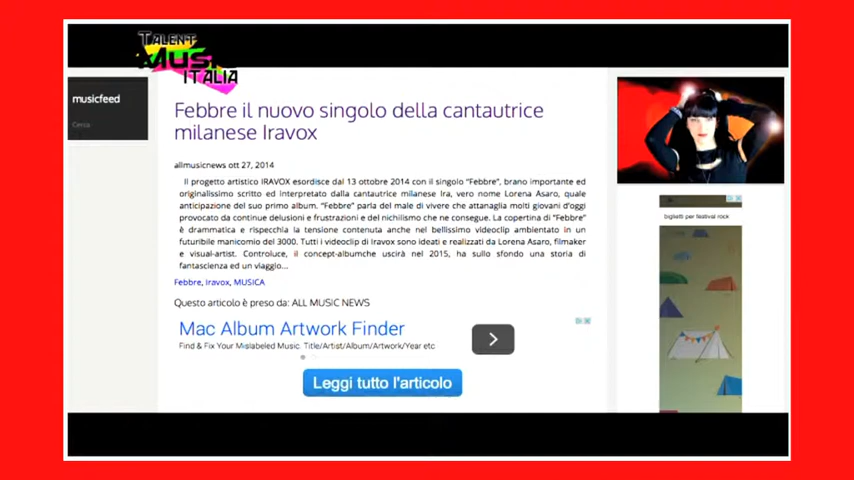 TALENT
MUSIC
ITALIA
musicfeed
Cerca
Febbre il nuovo singolo della cantautrice
milanese Iravox
allmusicnews ott 27, 2014
Il progetto artistico IRAVOX esordisce dal 13 ottobre 2014 con il singolo "Febbre", brano importante ed
originalissimo scritto ed interpretato dalla cantautrice milanese Ira, vero nome Lorena Asaro, quale
anticipazione del suo primo album. "Febbre" parla del male di vivere che attanaglia molti giovani d'oggi
provocato da continue delusioni e frustrazioni e del nichilismo che ne consegue. La copertina di "Febbre"
è drammatica e rispecchia la tensione contenuta anche nel bellissimo videoclip ambientato in un
futuribile manicomio del 3000. Tutti i videoclip di Iravox sono ideati e realizzati da Lorena Asaro, filmaker
e visual-artist. Controluce, il concept-albumche uscirà nel 2015, ha sullo sfondo una storia di
fantascienza ed un viaggio...
Febbre, Iravox, MUSICA
Questo articolo è preso da: ALL MUSIC NEWS
Mac Album Artwork Finder
Find & Fix Your Mislabeled Music. Title/Artist/Album/Artwork/Year etc
Leggi tutto l'articolo
biglietti per festival rock